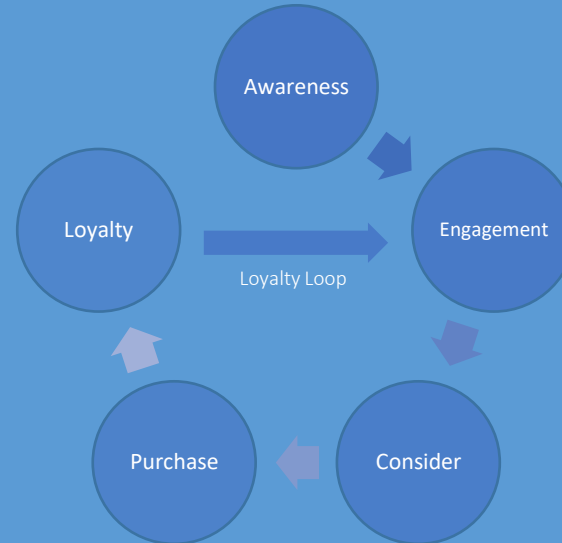 Awareness
Engagement
Loyalty
Loyalty Loop
Consider
Purchase